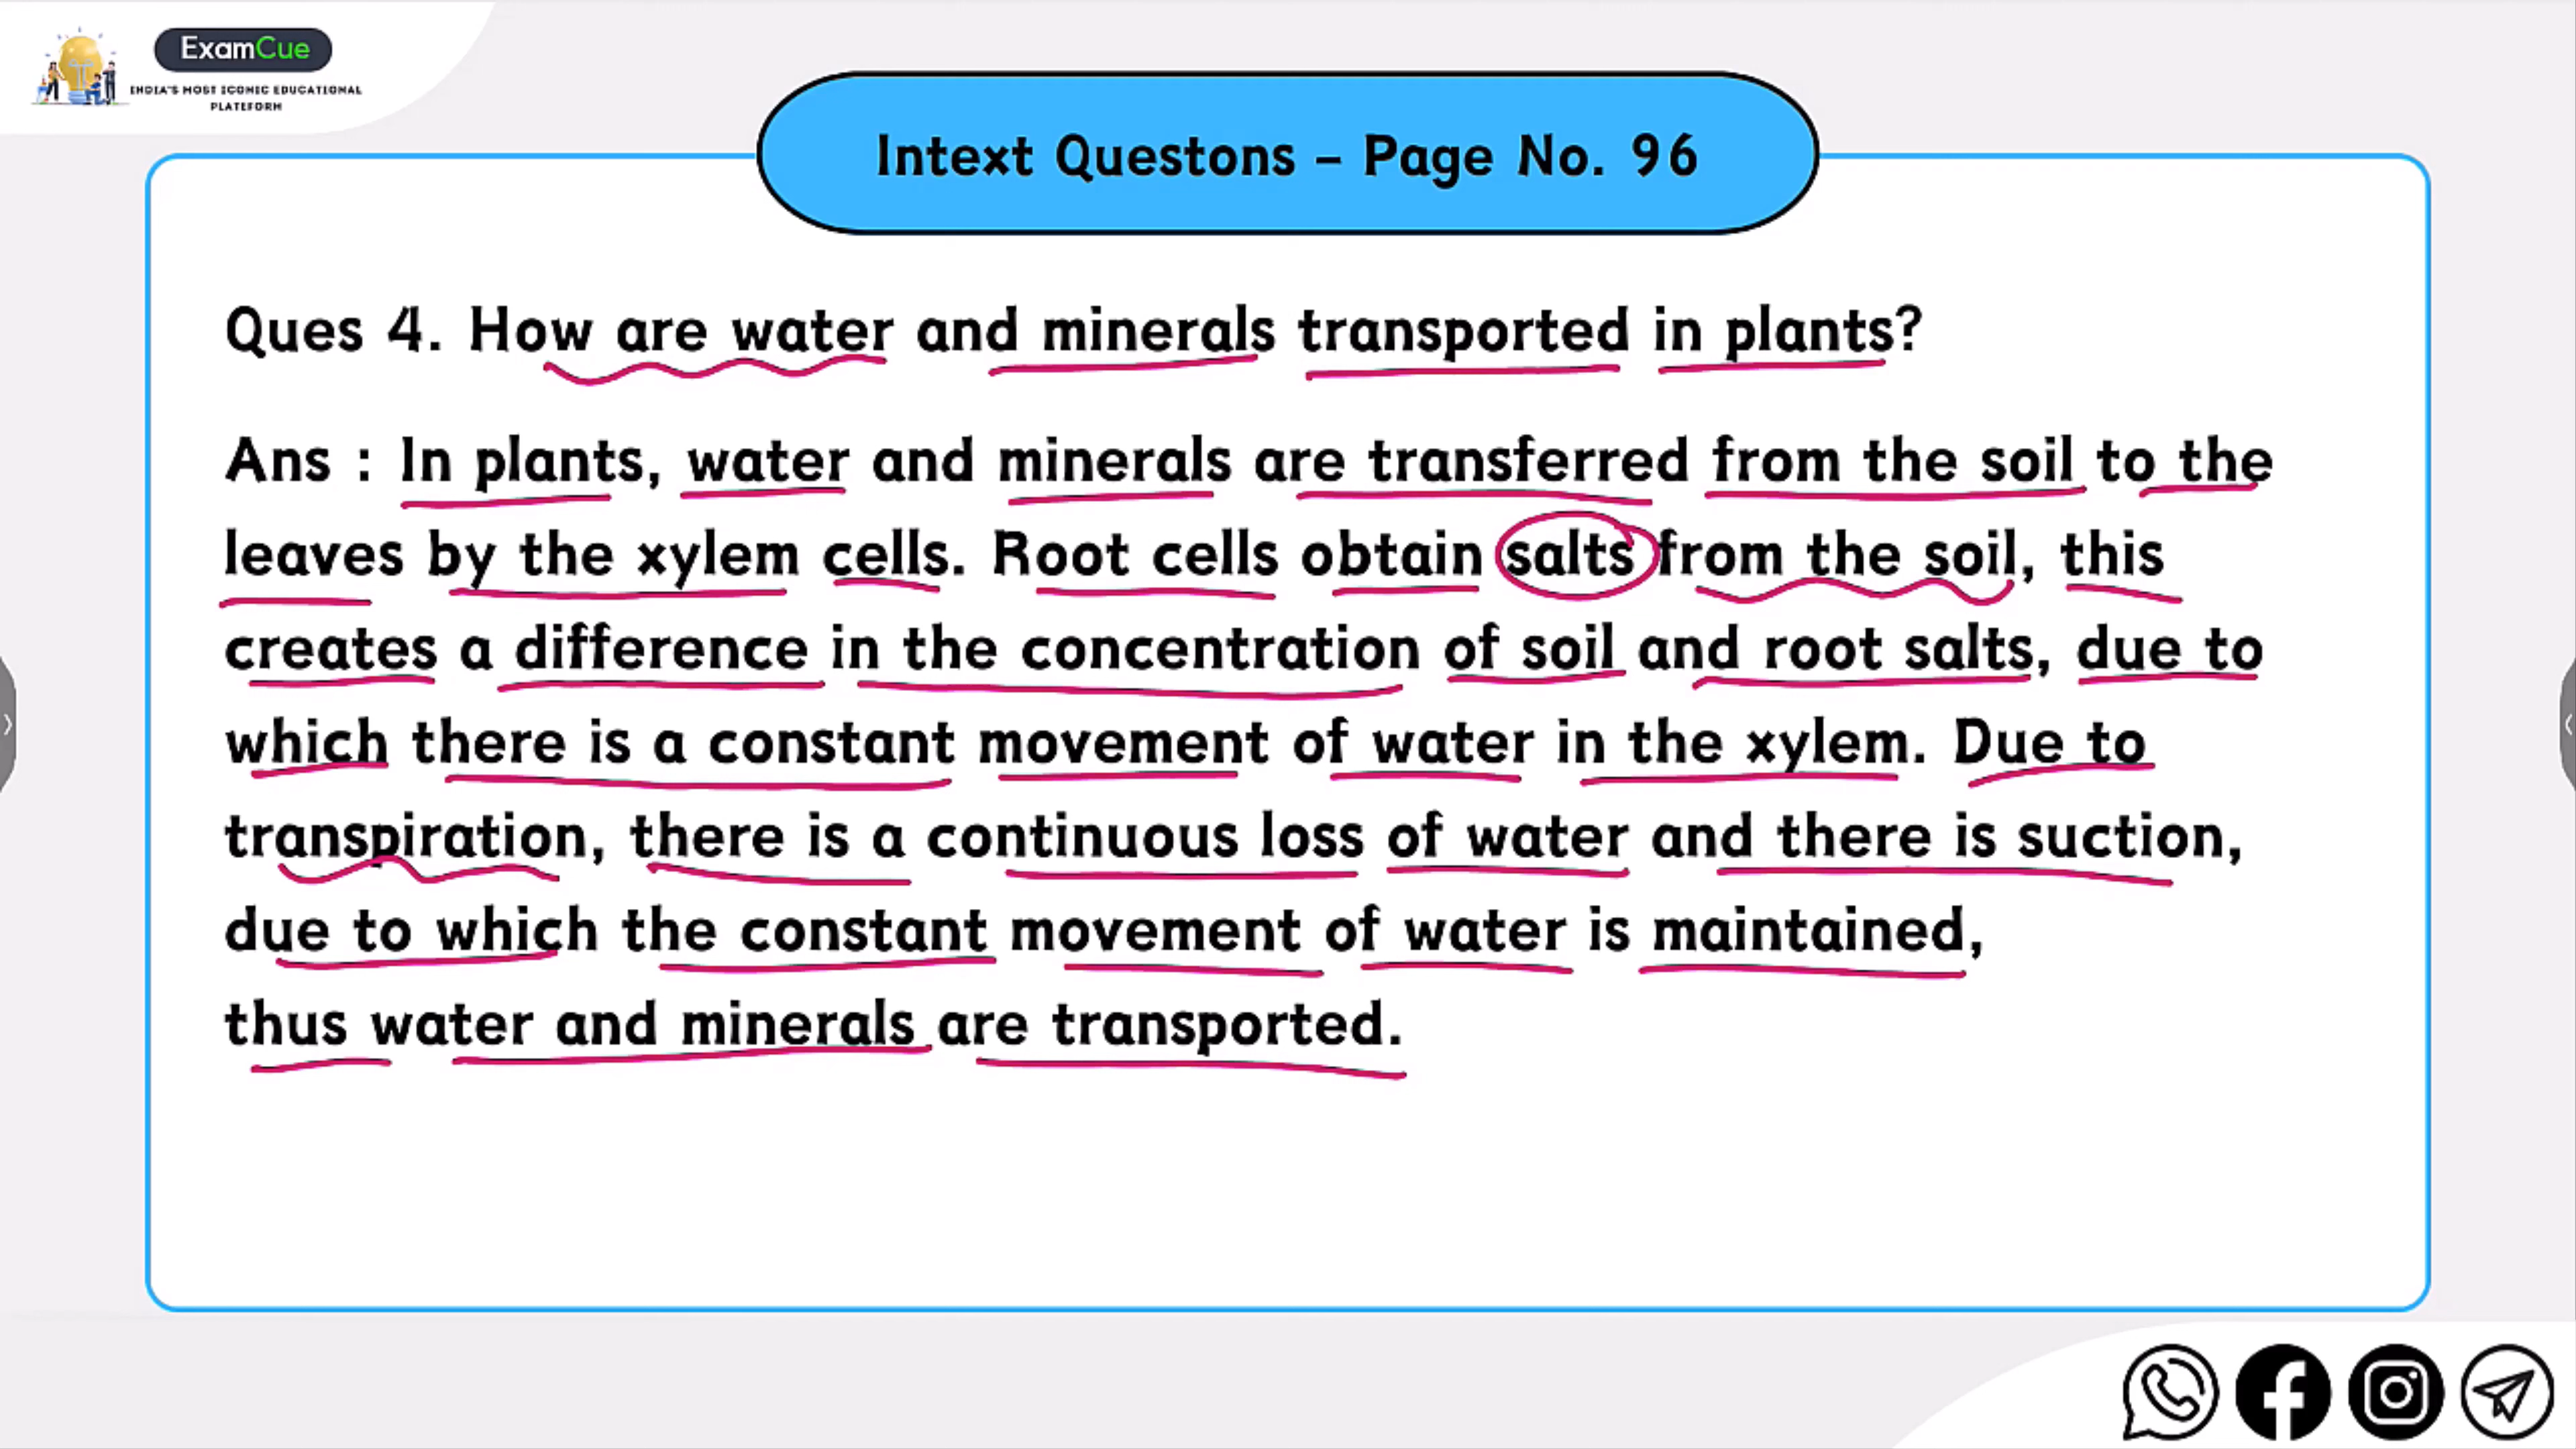 ExamCue
INDIA'S MOST ICONIC EDUCATIONAL
PLATEFORM
Intext Questons – Page No. 96
Ques 4. How are water and minerals transported in plants?
Ans : In plants, water and minerals are transferred from the soil to the
leaves by the xylem cells. Root cells obtain salts from the soil, this
creates a difference in the concentration of soil and root salts, due to
which there is a constant movement of water in the xylem. Due to
transpiration, there is a continuous loss of water and there is suction,
due to which the constant movement of water is maintained,
thus water and minerals are transported.